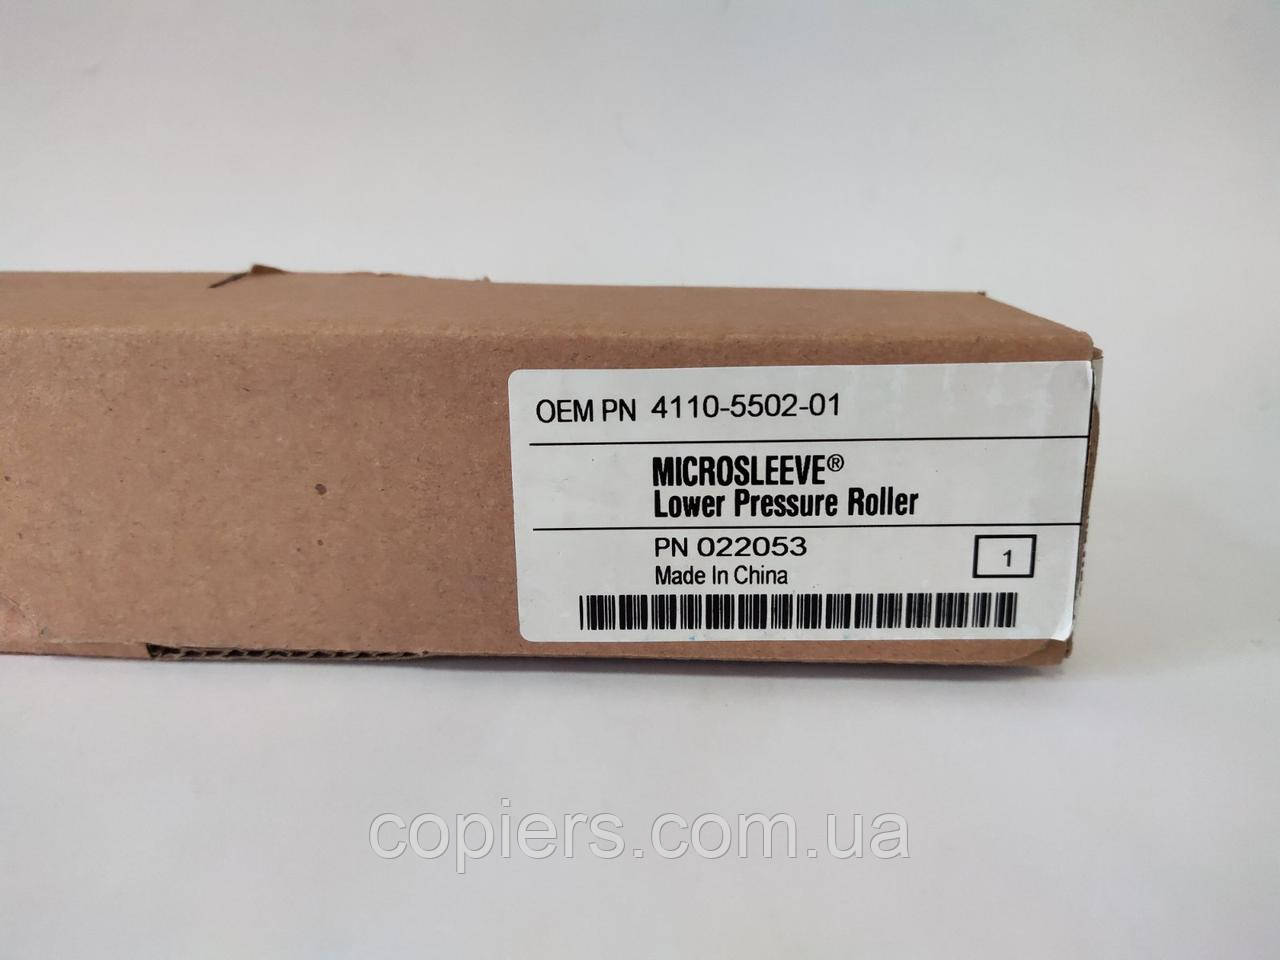 OEM PN 4110-5502-01
MICROSLEEVE®
Lower Pressure Roller
PN 022053
1
Made In China
copiers.com.ua